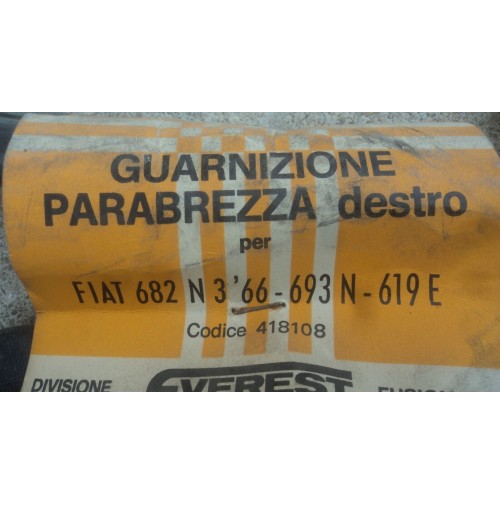 GUARNIZIONE
PARABREZZA destro
per
FIAT 682 N 3 '66 - 693 N - 619 E
Codice 418108
DIVISIONE EVEREST